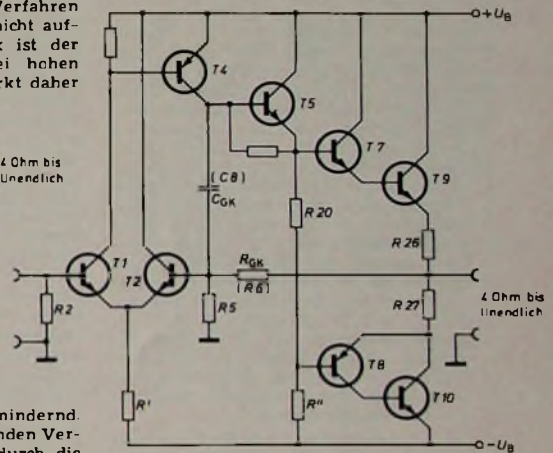 Verfahren
nicht auf-
k ist der
ei hohen
rkt daher
4 Ohm bis
Unendlich
+UB
T4
T5
T7
T9
(C8)
CGK
R20
R26
T1
T2
RGK
(R6)
R2
R5
R27
4 Ohm bis
Unendlich
T8
T10
R'
R"
-UB
mindernd.
nden Ver-
durch die